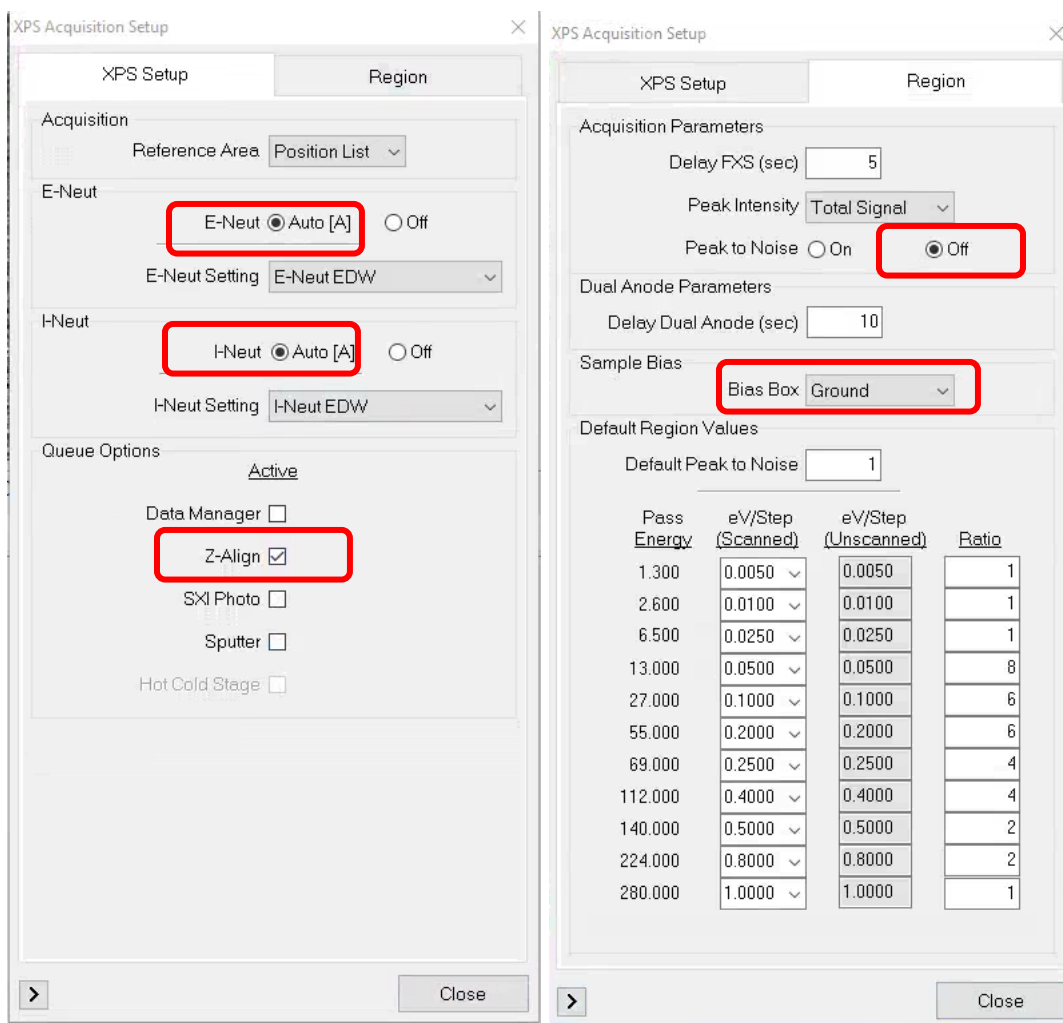 XPS Acquisition Setup
XPS Setup
Region
Acquisition
Reference Area Position List
E-Neut
E-Neut Auto [A] Off
E-Neut Setting E-Neut EDW
I-Neut
I-Neut Auto [A] Off
I-Neut Setting I-Neut EDW
Queue Options
Active
Data Manager
Z-Align
SXI Photo
Sputter
Hot Cold Stage
Close
XPS Acquisition Setup
XPS Setup
Region
Acquisition Parameters
Delay FXS (sec) 5
Peak Intensity Total Signal
Peak to Noise On Off
Dual Anode Parameters
Delay Dual Anode (sec) 10
Sample Bias
Bias Box Ground
Default Region Values
Default Peak to Noise 1
Pass eV/Step eV/Step
Energy (Scanned) (Unscanned) Ratio
1.300 0.0050 0.0050 1
2.600 0.0100 0.0100 1
6.500 0.0250 0.0250 1
13.000 0.0500 0.0500 8
27.000 0.1000 0.1000 6
55.000 0.2000 0.2000 6
69.000 0.2500 0.2500 4
112.000 0.4000 0.4000 4
140.000 0.5000 0.5000 2
224.000 0.8000 0.8000 2
280.000 1.0000 1.0000 1
Close